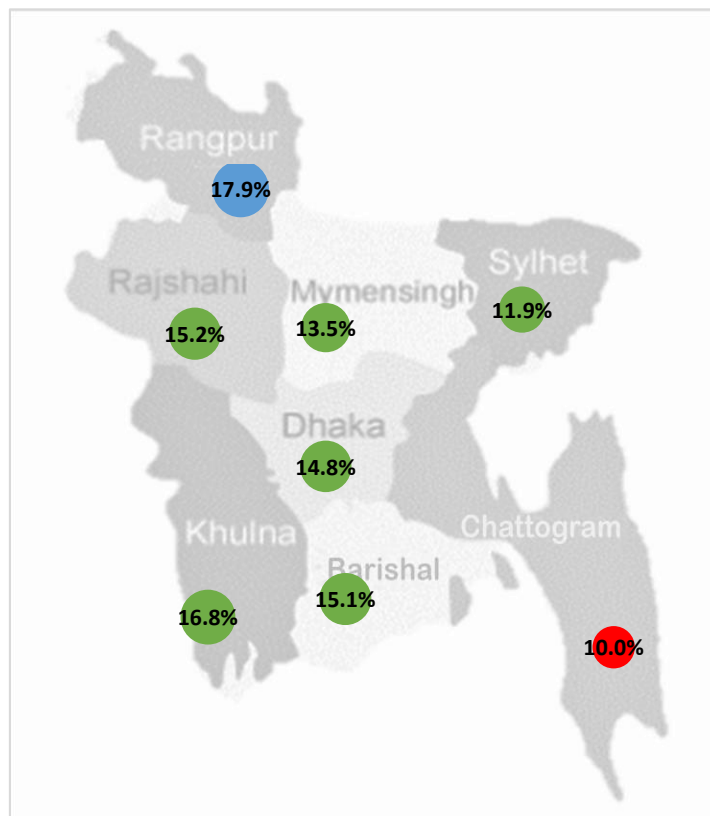 Rangpur
17.9%
Rajshahi
15.2%
Mymensingh
13.5%
Sylhet
11.9%
Dhaka
14.8%
Khulna
16.8%
Barishal
15.1%
Chattogram
10.0%